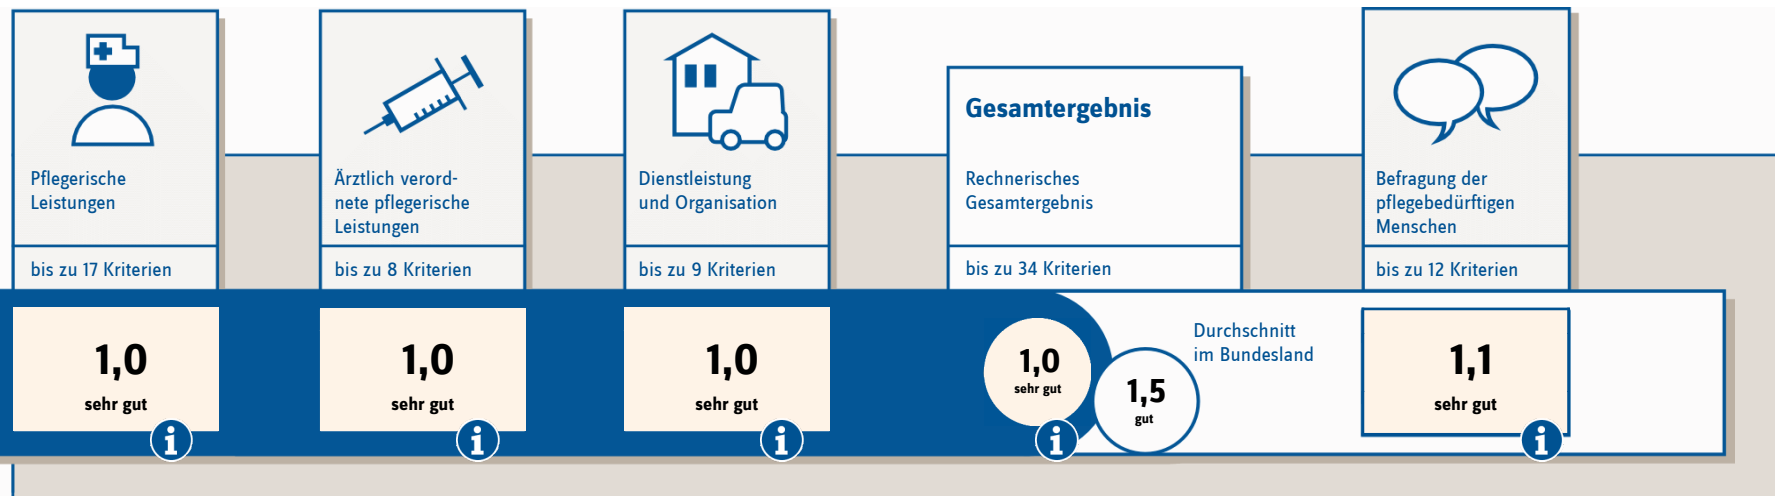 Pflegerische
Leistungen
bis zu 17 Kriterien
1,0
sehr gut
i
Ärztlich verord-
nete pflegerische
Leistungen
bis zu 8 Kriterien
1,0
sehr gut
i
Dienstleistung
und Organisation
bis zu 9 Kriterien
1,0
sehr gut
i
Gesamtergebnis
Rechnerisches
Gesamtergebnis
bis zu 34 Kriterien
1,0
sehr gut
i
1,5
gut
Durchschnitt
im Bundesland
Befragung der
pflegebedürftigen
Menschen
bis zu 12 Kriterien
1,1
sehr gut
i